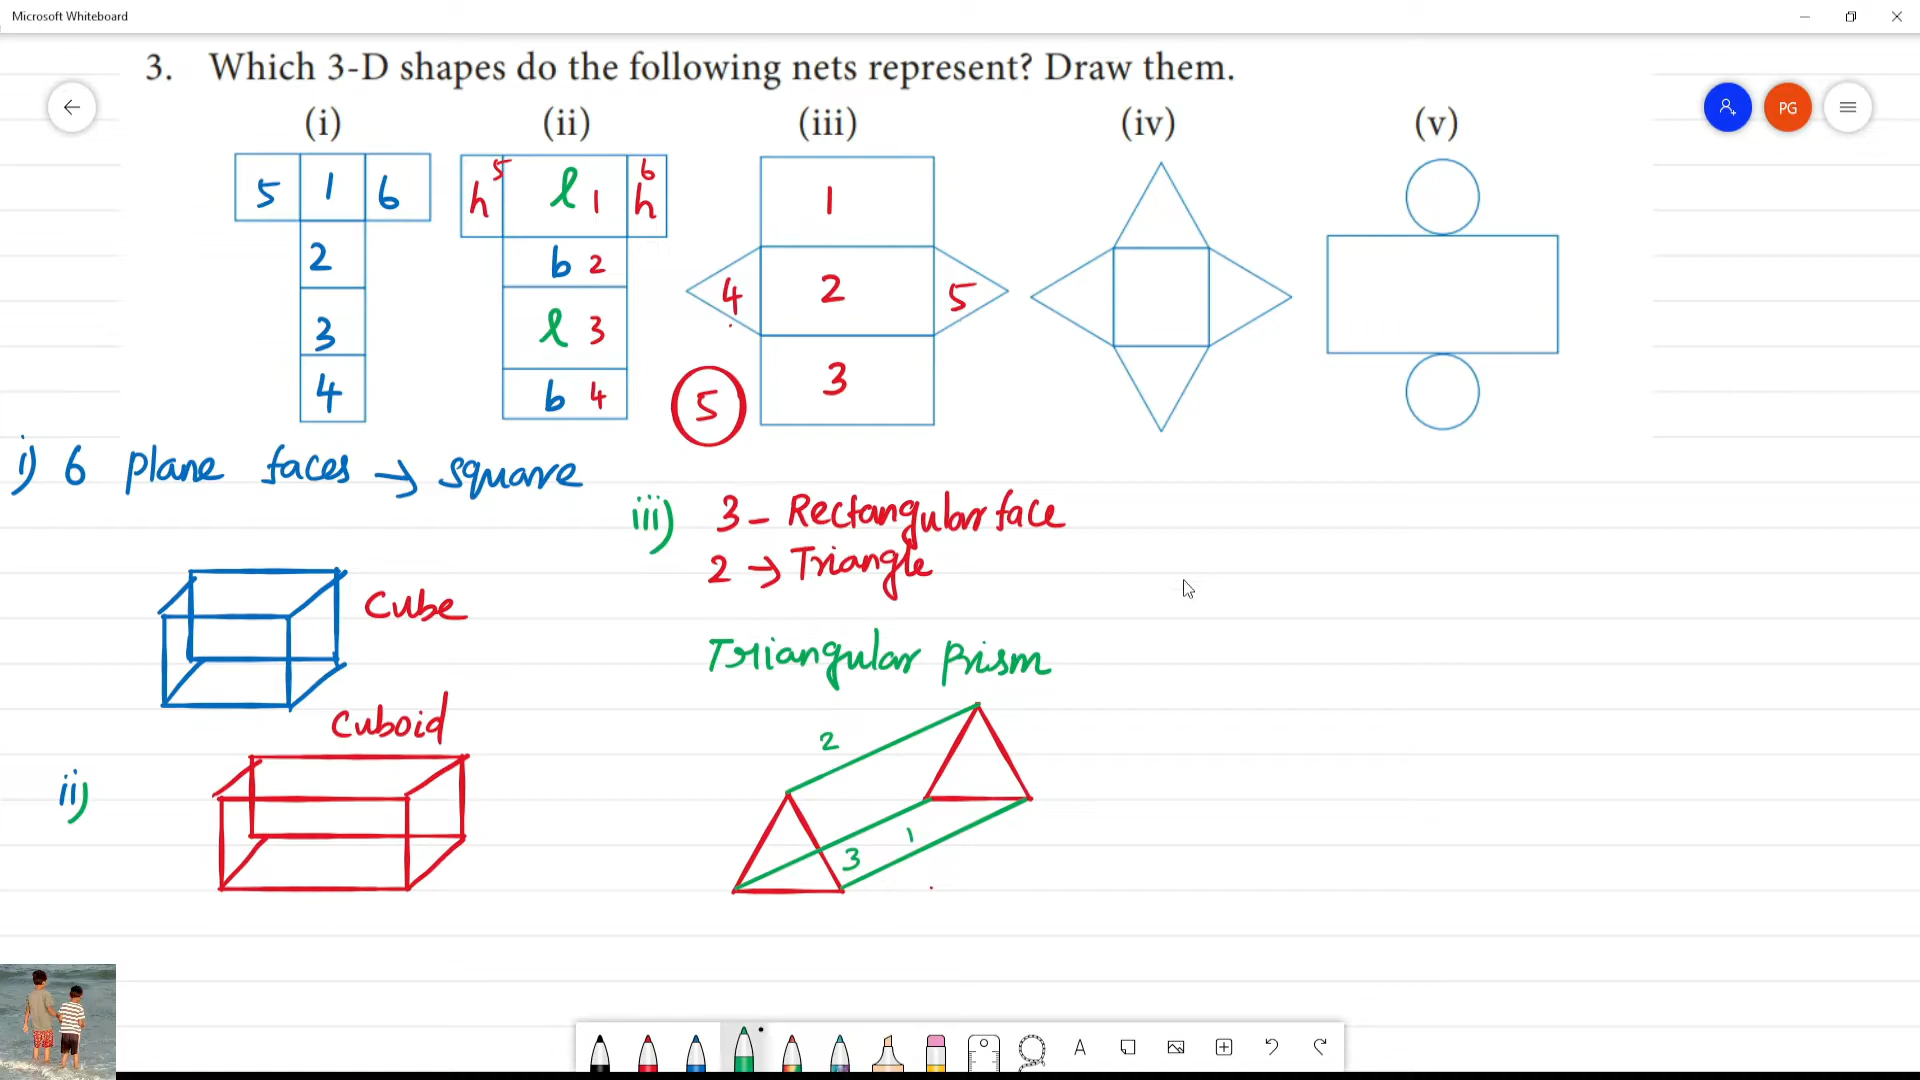 Microsoft Whiteboard
3. Which 3-D shapes do the following nets represent? Draw them.
PG
(i) (ii) (iii) (iv) (v)
5 1 6
2
3
4
h 5 l 1 h 6
b 2
l 3
b 4
1
4 2 5
3
5
i) 6 plane faces → square
cube
ii) cuboid
iii) 3 - Rectangular face
2 → Triangle
Triangular Prism
2
1
3
A